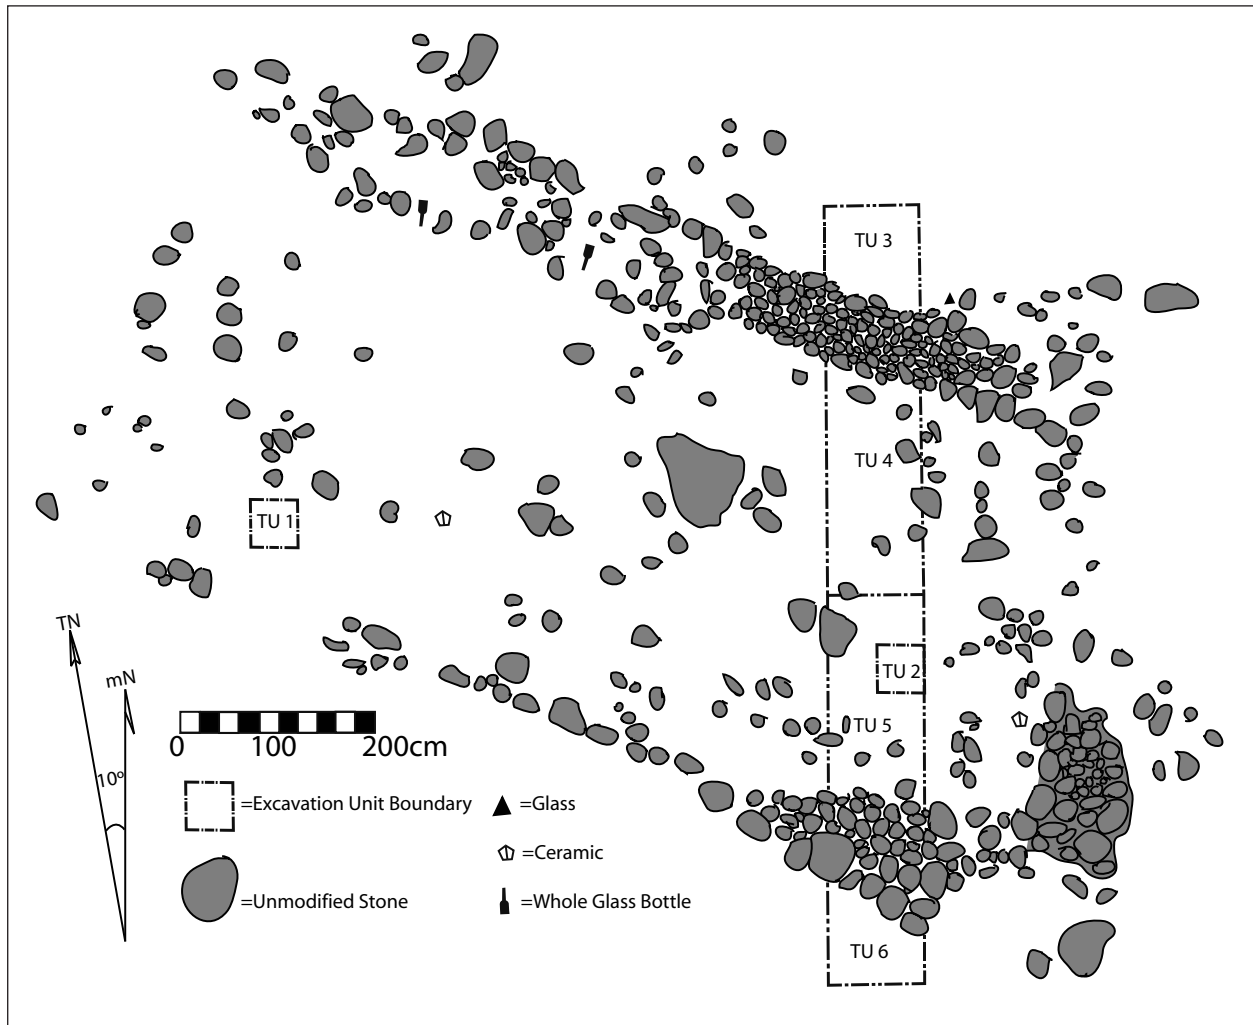 TU 3
TU 4
TU 1
TN
mN
TU 2
TU 5
0 100 200cm
10º
=Excavation Unit Boundary
=Glass
=Ceramic
=Unmodified Stone
=Whole Glass Bottle
TU 6